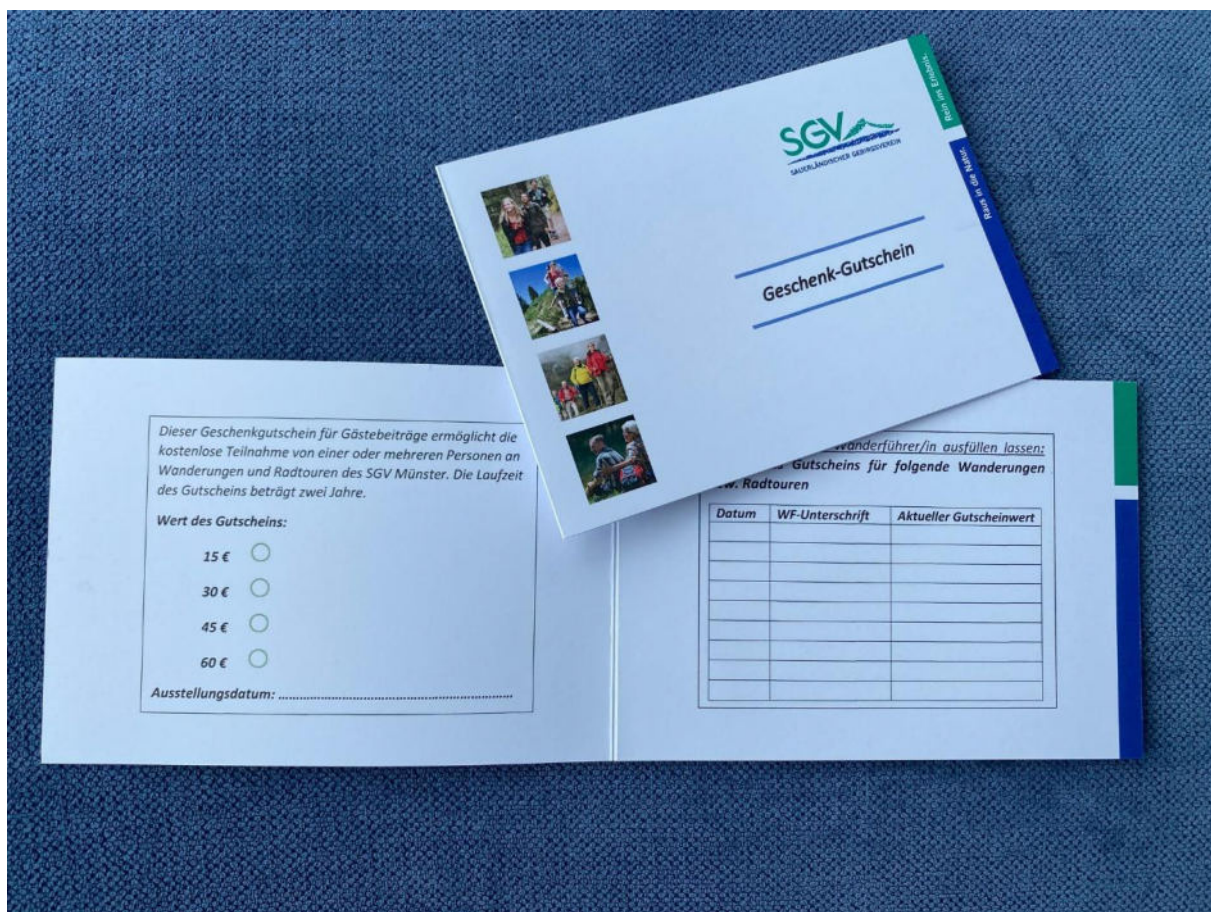 SGV
SAUERLÄNDISCHER GEBIRGSVEREIN
Rein ins Erlebnis.
Raus in die Natur.
Geschenk-Gutschein
Dieser Geschenkgutschein für Gästebeiträge ermöglicht die
kostenlose Teilnahme von einer oder mehreren Personen an
Wanderungen und Radtouren des SGV Münster. Die Laufzeit
des Gutscheins beträgt zwei Jahre.
Wert des Gutscheins:
15 €
30 €
45 €
60 €
Ausstellungsdatum: ........................................................
Wanderführer/in ausfüllen lassen:
Gutscheins für folgende Wanderungen
Radtouren
Datum WF-Unterschrift Aktueller Gutscheinwert